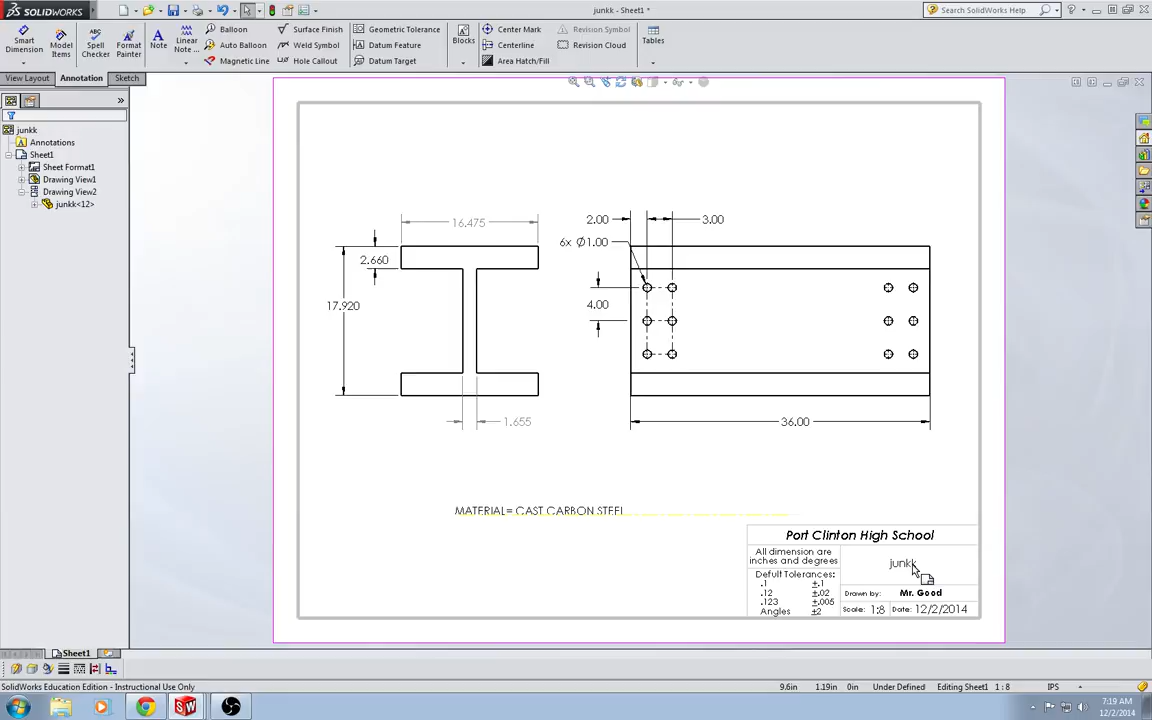 SOLIDWORKS
junkk - Sheet1 *
Search SolidWorks Help
Smart Dimension
Model Items
Spell Checker
Format Painter
Note
Linear Note ...
Balloon
Auto Balloon
Magnetic Line
Surface Finish
Weld Symbol
Hole Callout
Geometric Tolerance
Datum Feature
Datum Target
Blocks
Center Mark
Centerline
Area Hatch/Fill
Revision Symbol
Revision Cloud
Tables
View Layout
Annotation
Sketch
junkk
Annotations
Sheet1
Sheet Format1
Drawing View1
Drawing View2
junkk<12>
16.475
2.660
17.920
1.655
2.00
3.00
6x Ø1.00
4.00
36.00
MATERIAL= CAST CARBON STEEL
Port Clinton High School
All dimension are
inches and degrees
Defult Tolerances:
.1 ±.1
.12 ±.02
.123 ±.005
Angles ±2
junkk
Drawn by: Mr. Good
Scale: 1:8 Date: 12/2/2014
Sheet1
SolidWorks Education Edition - Instructional Use Only
9.6in 1.19in 0in Under Defined Editing Sheet1 1 : 8 IPS
7:19 AM
12/2/2014